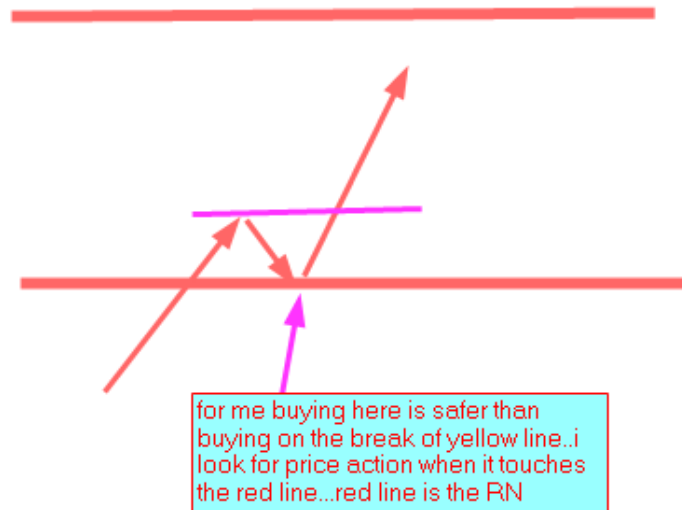 for me buying here is safer than
buying on the break of yellow line..i
look for price action when it touches
the red line...red line is the RN